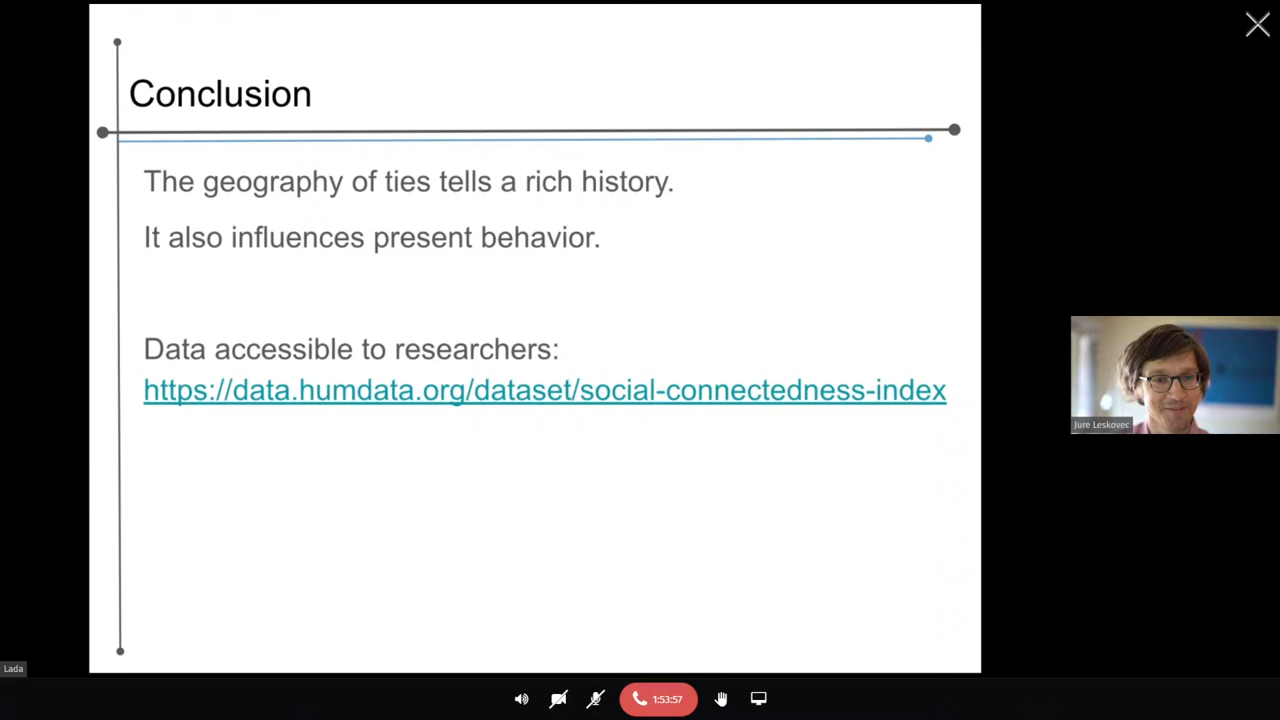 Conclusion
The geography of ties tells a rich history.
It also influences present behavior.
Data accessible to researchers:
https://data.humdata.org/dataset/social-connectedness-index
Jure Leskovec
Lada
1:53:57